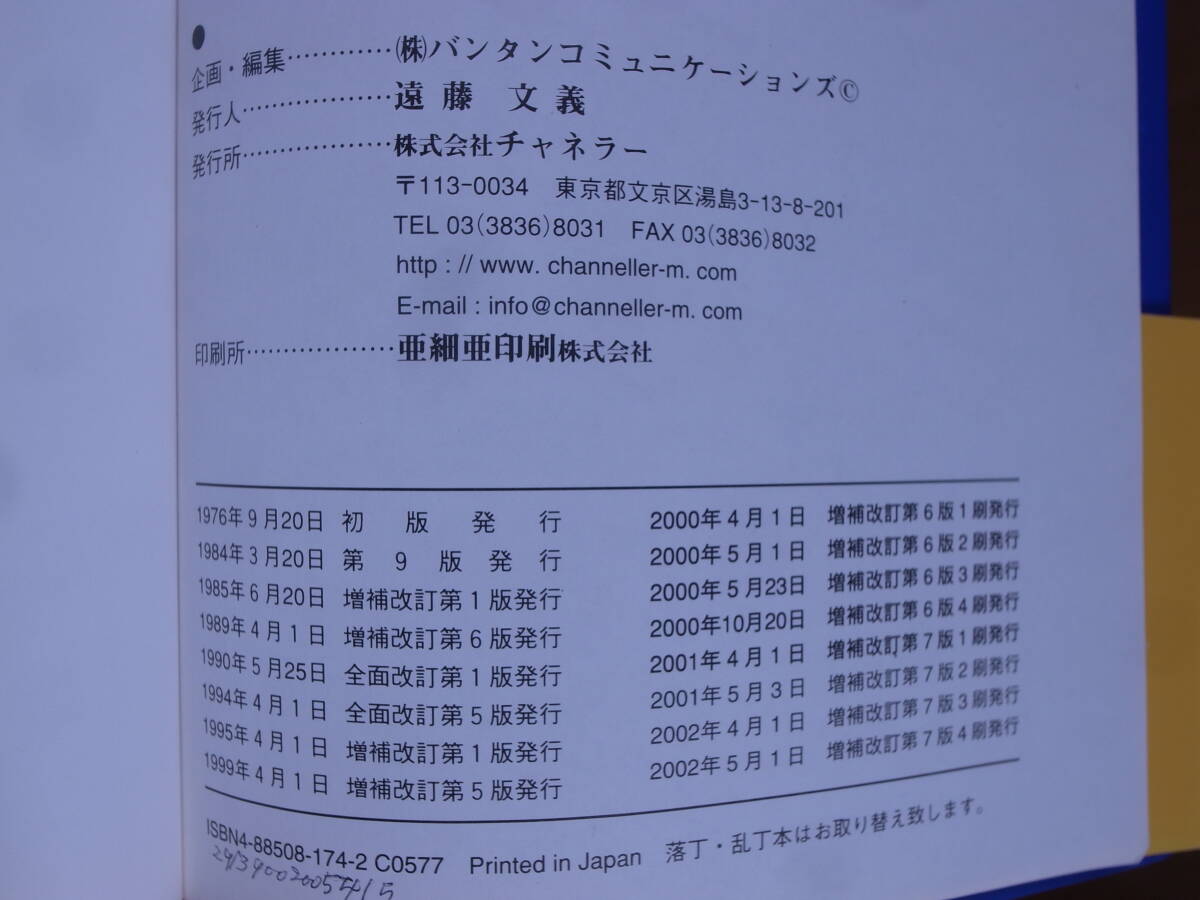 企画・編集…………㈱バンタンコミュニケーションズ©
発行人………………遠藤 文義
発行所………………株式会社チャネラー
〒113-0034 東京都文京区湯島3-13-8-201
TEL 03(3836)8031 FAX 03(3836)8032
http : // www. channeller-m. com
E-mail : info@channeller-m. com
印刷所………………亜細亜印刷株式会社
1976年9月20日 初版発行
1984年3月20日 第9版発行
1985年6月20日 増補改訂第1版発行
1989年4月1日 増補改訂第6版発行
1990年5月25日 全面改訂第1版発行
1994年4月1日 全面改訂第5版発行
1995年4月1日 増補改訂第1版発行
1999年4月1日 増補改訂第5版発行
2000年4月1日 増補改訂第6版1刷発行
2000年5月1日 増補改訂第6版2刷発行
2000年5月23日 増補改訂第6版3刷発行
2000年10月20日 増補改訂第6版4刷発行
2001年4月1日 増補改訂第7版1刷発行
2001年5月3日 増補改訂第7版2刷発行
2002年4月1日 増補改訂第7版3刷発行
2002年5月1日 増補改訂第7版4刷発行
ISBN4-88508-174-2 C0577 Printed in Japan 落丁・乱丁本はお取り替え致します。